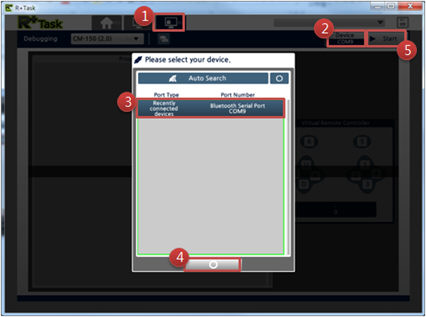 R+Task
R+Task
1
Debugging
CM-150 (2.0)
2
Device
COM9
Start
5
Please select your device.
Auto Search
Port Type
Port Number
3
Recently
connected
devices
Bluetooth Serial Port
COM9
Virtual Remote Controller
4